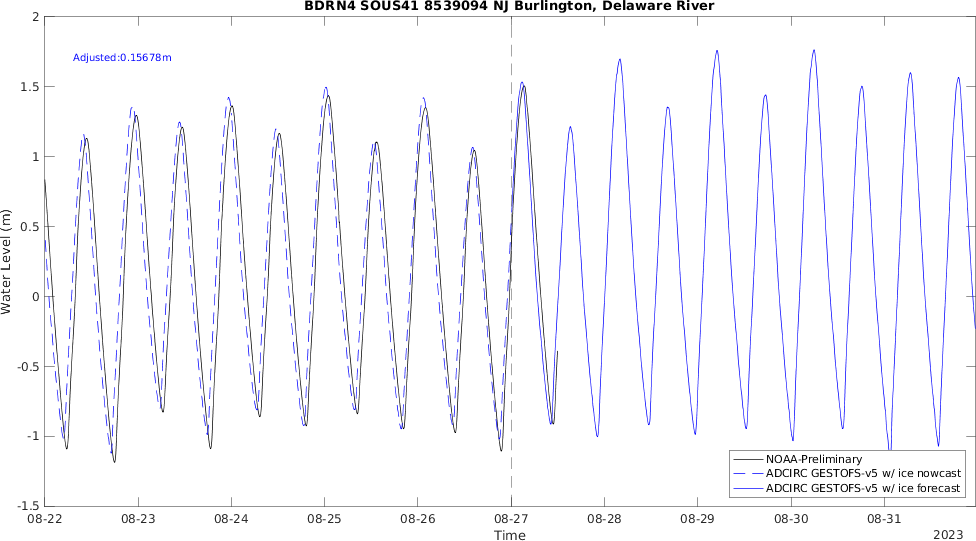 BDRN4 SOUS41 8539094 NJ Burlington, Delaware River
Adjusted:0.15678m
2
1.5
1
0.5
0
-0.5
-1
-1.5
Water Level (m)
NOAA-Preliminary
ADCIRC GESTOFS-v5 w/ ice nowcast
ADCIRC GESTOFS-v5 w/ ice forecast
08-22 08-23 08-24 08-25 08-26 08-27 08-28 08-29 08-30 08-31
Time
2023